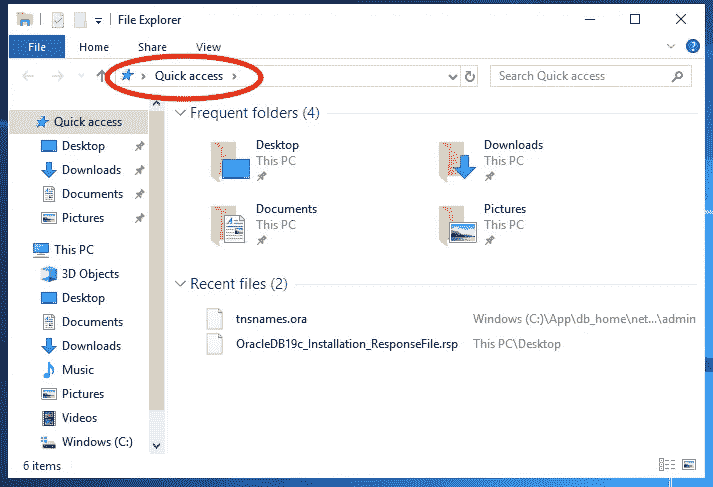 File Explorer
File Home Share View
Quick access
Search Quick access
Quick access
Desktop
Downloads
Documents
Pictures
This PC
3D Objects
Desktop
Documents
Downloads
Music
Pictures
Videos
Windows (C:)
Frequent folders (4)
Desktop
This PC
Downloads
This PC
Documents
This PC
Pictures
This PC
Recent files (2)
tnsnames.ora Windows (C:)\App\db_home\net...\admin
OracleDB19c_Installation_ResponseFile.rsp This PC\Desktop
6 items